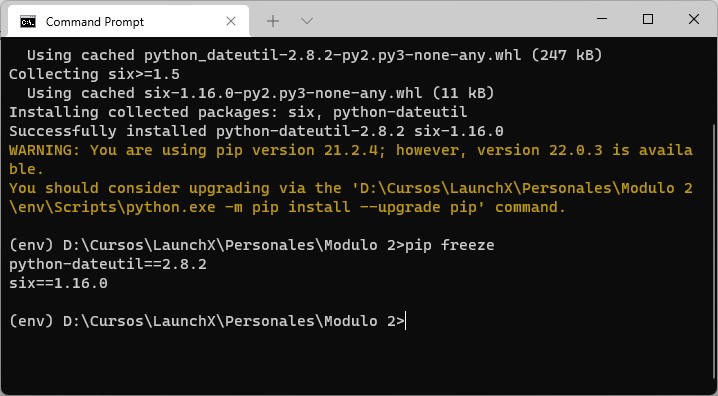 Command Prompt
  Using cached python_dateutil-2.8.2-py2.py3-none-any.whl (247 kB)
Collecting six>=1.5
  Using cached six-1.16.0-py2.py3-none-any.whl (11 kB)
Installing collected packages: six, python-dateutil
Successfully installed python-dateutil-2.8.2 six-1.16.0
WARNING: You are using pip version 21.2.4; however, version 22.0.3 is availa
ble.
You should consider upgrading via the 'D:\Cursos\LaunchX\Personales\Modulo 2
\env\Scripts\python.exe -m pip install --upgrade pip' command.

(env) D:\Cursos\LaunchX\Personales\Modulo 2>pip freeze
python-dateutil==2.8.2
six==1.16.0

(env) D:\Cursos\LaunchX\Personales\Modulo 2>